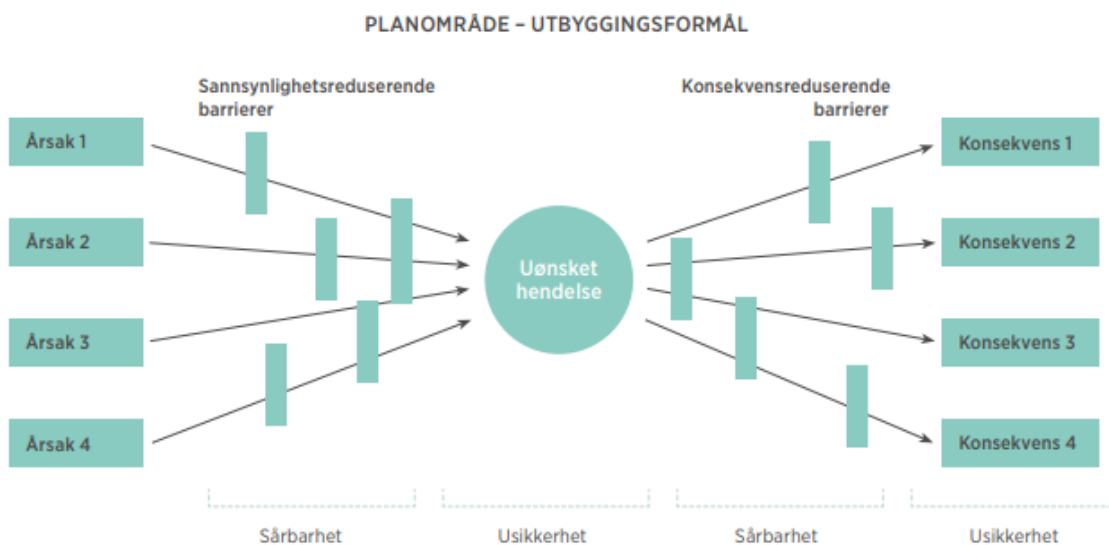 PLANOMRÅDE – UTBYGGINGSFORMÅL
Sannsynlighetsreduserende
barrierer
Konsekvensreduserende
barrierer
Årsak 1
Årsak 2
Årsak 3
Årsak 4
Uønsket
hendelse
Konsekvens 1
Konsekvens 2
Konsekvens 3
Konsekvens 4
Sårbarhet
Usikkerhet
Sårbarhet
Usikkerhet